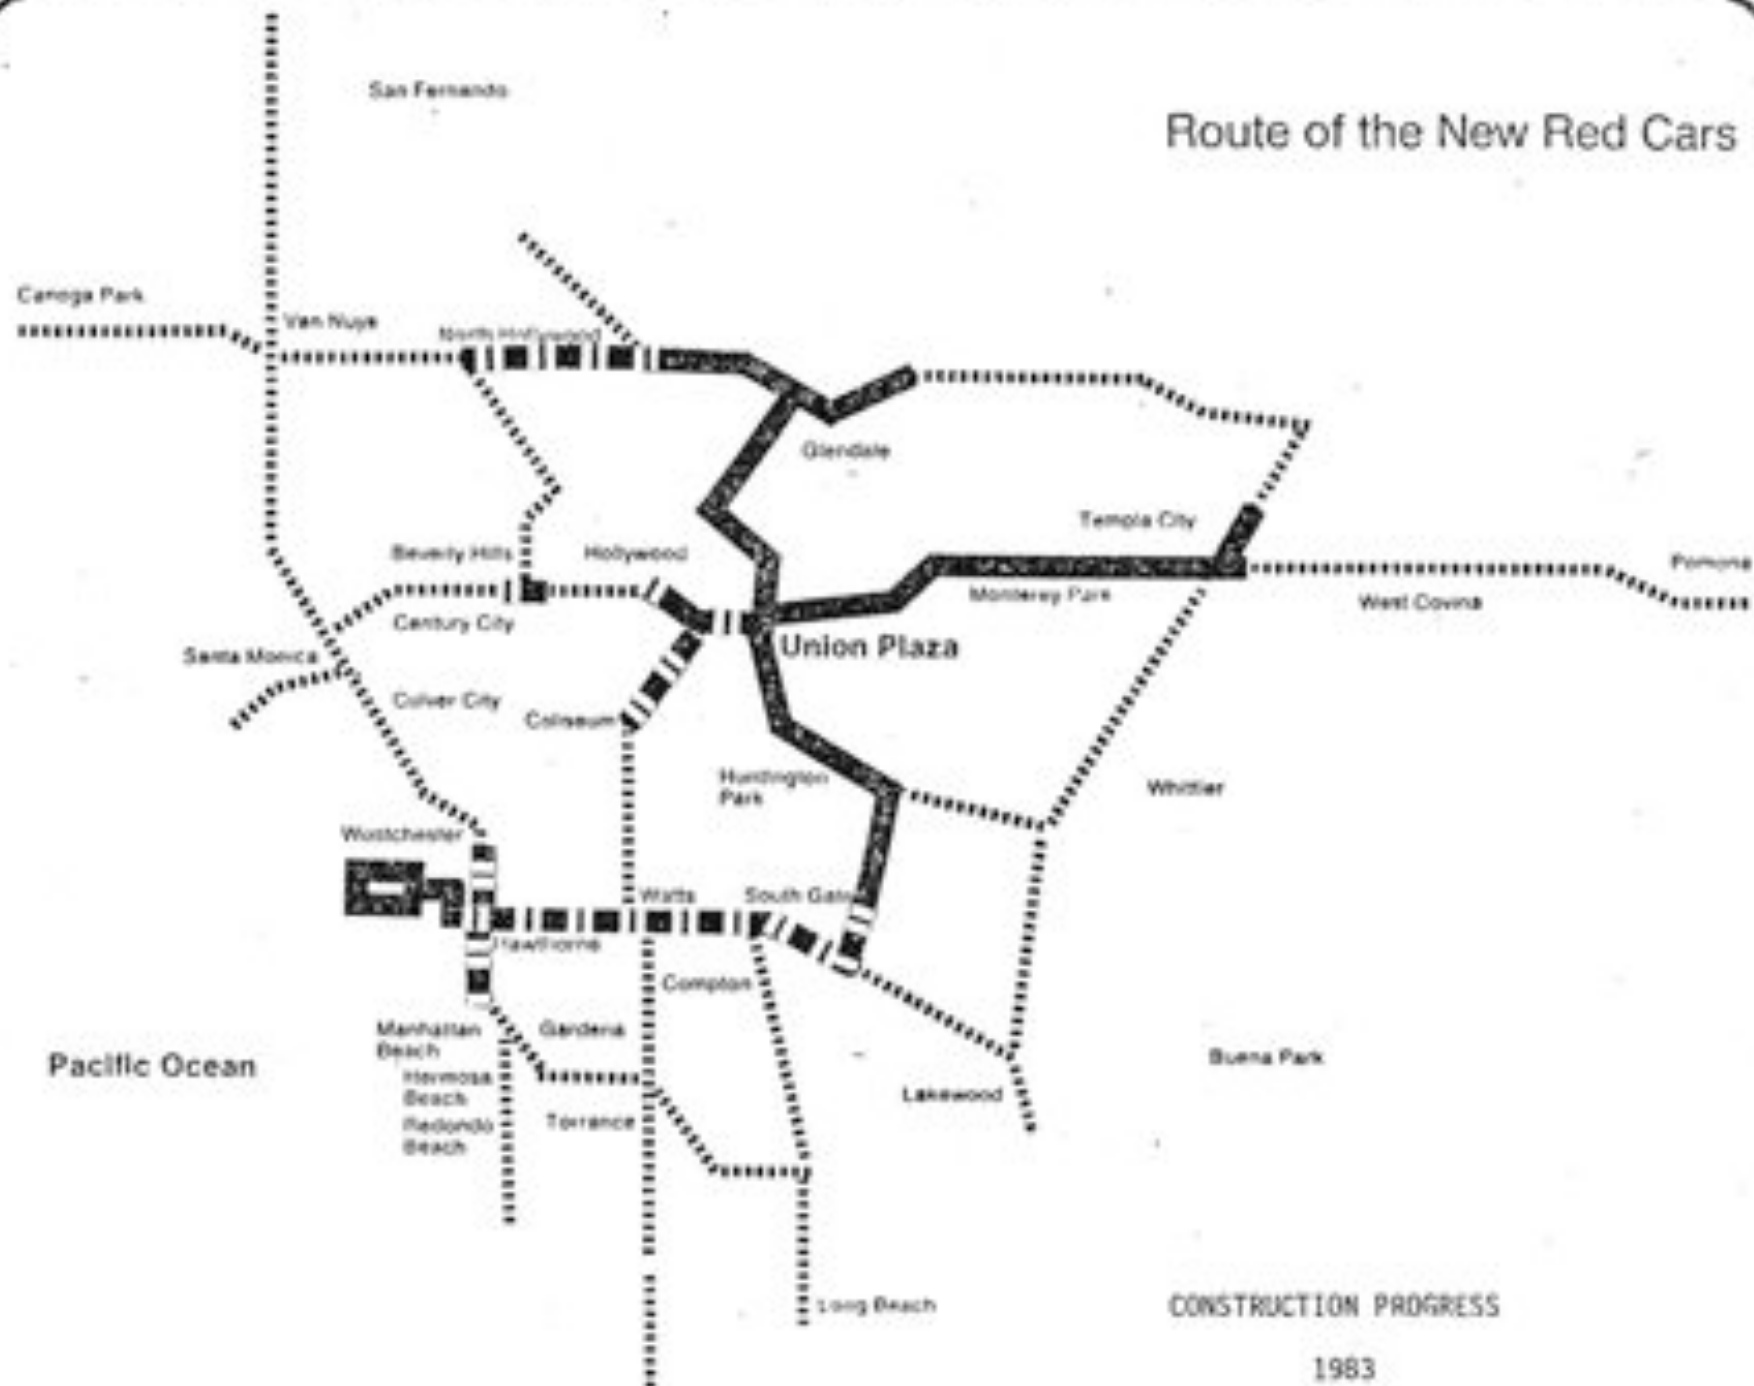 San Fernando
Route of the New Red Cars
Canoga Park
Van Nuys
North Hollywood
Glendale
Temple City
Beverly Hills
Hollywood
Pomona
Monterey Park
West Covina
Century City
Union Plaza
Santa Monica
Culver City
Coliseum
Huntington
Park
Whittier
Westchester
Watts
South Gate
Hawthorne
Compton
Manhattan
Beach
Gardena
Pacific Ocean
Buena Park
Hermosa
Beach
Lakewood
Redondo
Beach
Torrance
Long Beach
CONSTRUCTION PROGRESS
1983